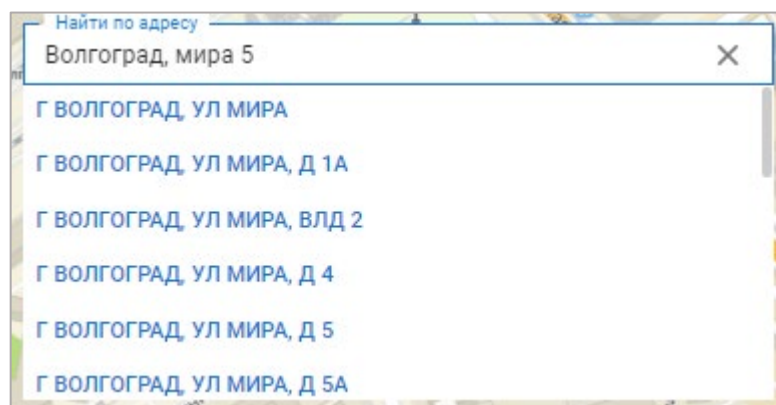 Найти по адресу
Волгоград, мира 5
Г ВОЛГОГРАД, УЛ МИРА
Г ВОЛГОГРАД, УЛ МИРА, Д 1А
Г ВОЛГОГРАД, УЛ МИРА, ВЛД 2
Г ВОЛГОГРАД, УЛ МИРА, Д 4
Г ВОЛГОГРАД, УЛ МИРА, Д 5
Г ВОЛГОГРАД, УЛ МИРА, Д 5А